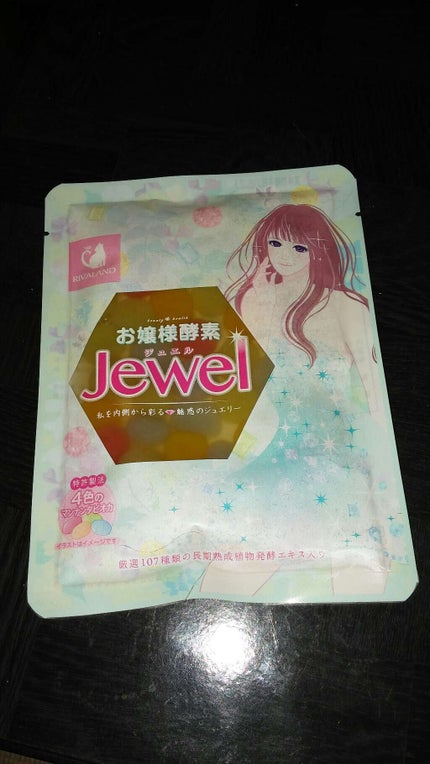 RIVALAND
beauty & health
お嬢様酵素
ジュエル
Jewel
私を内側から彩る 魅惑のジュエリー
特許製法
4色の
マンナンタピオカ
イラストはイメージです
厳選107種類の長期熟成植物発酵エキス入り